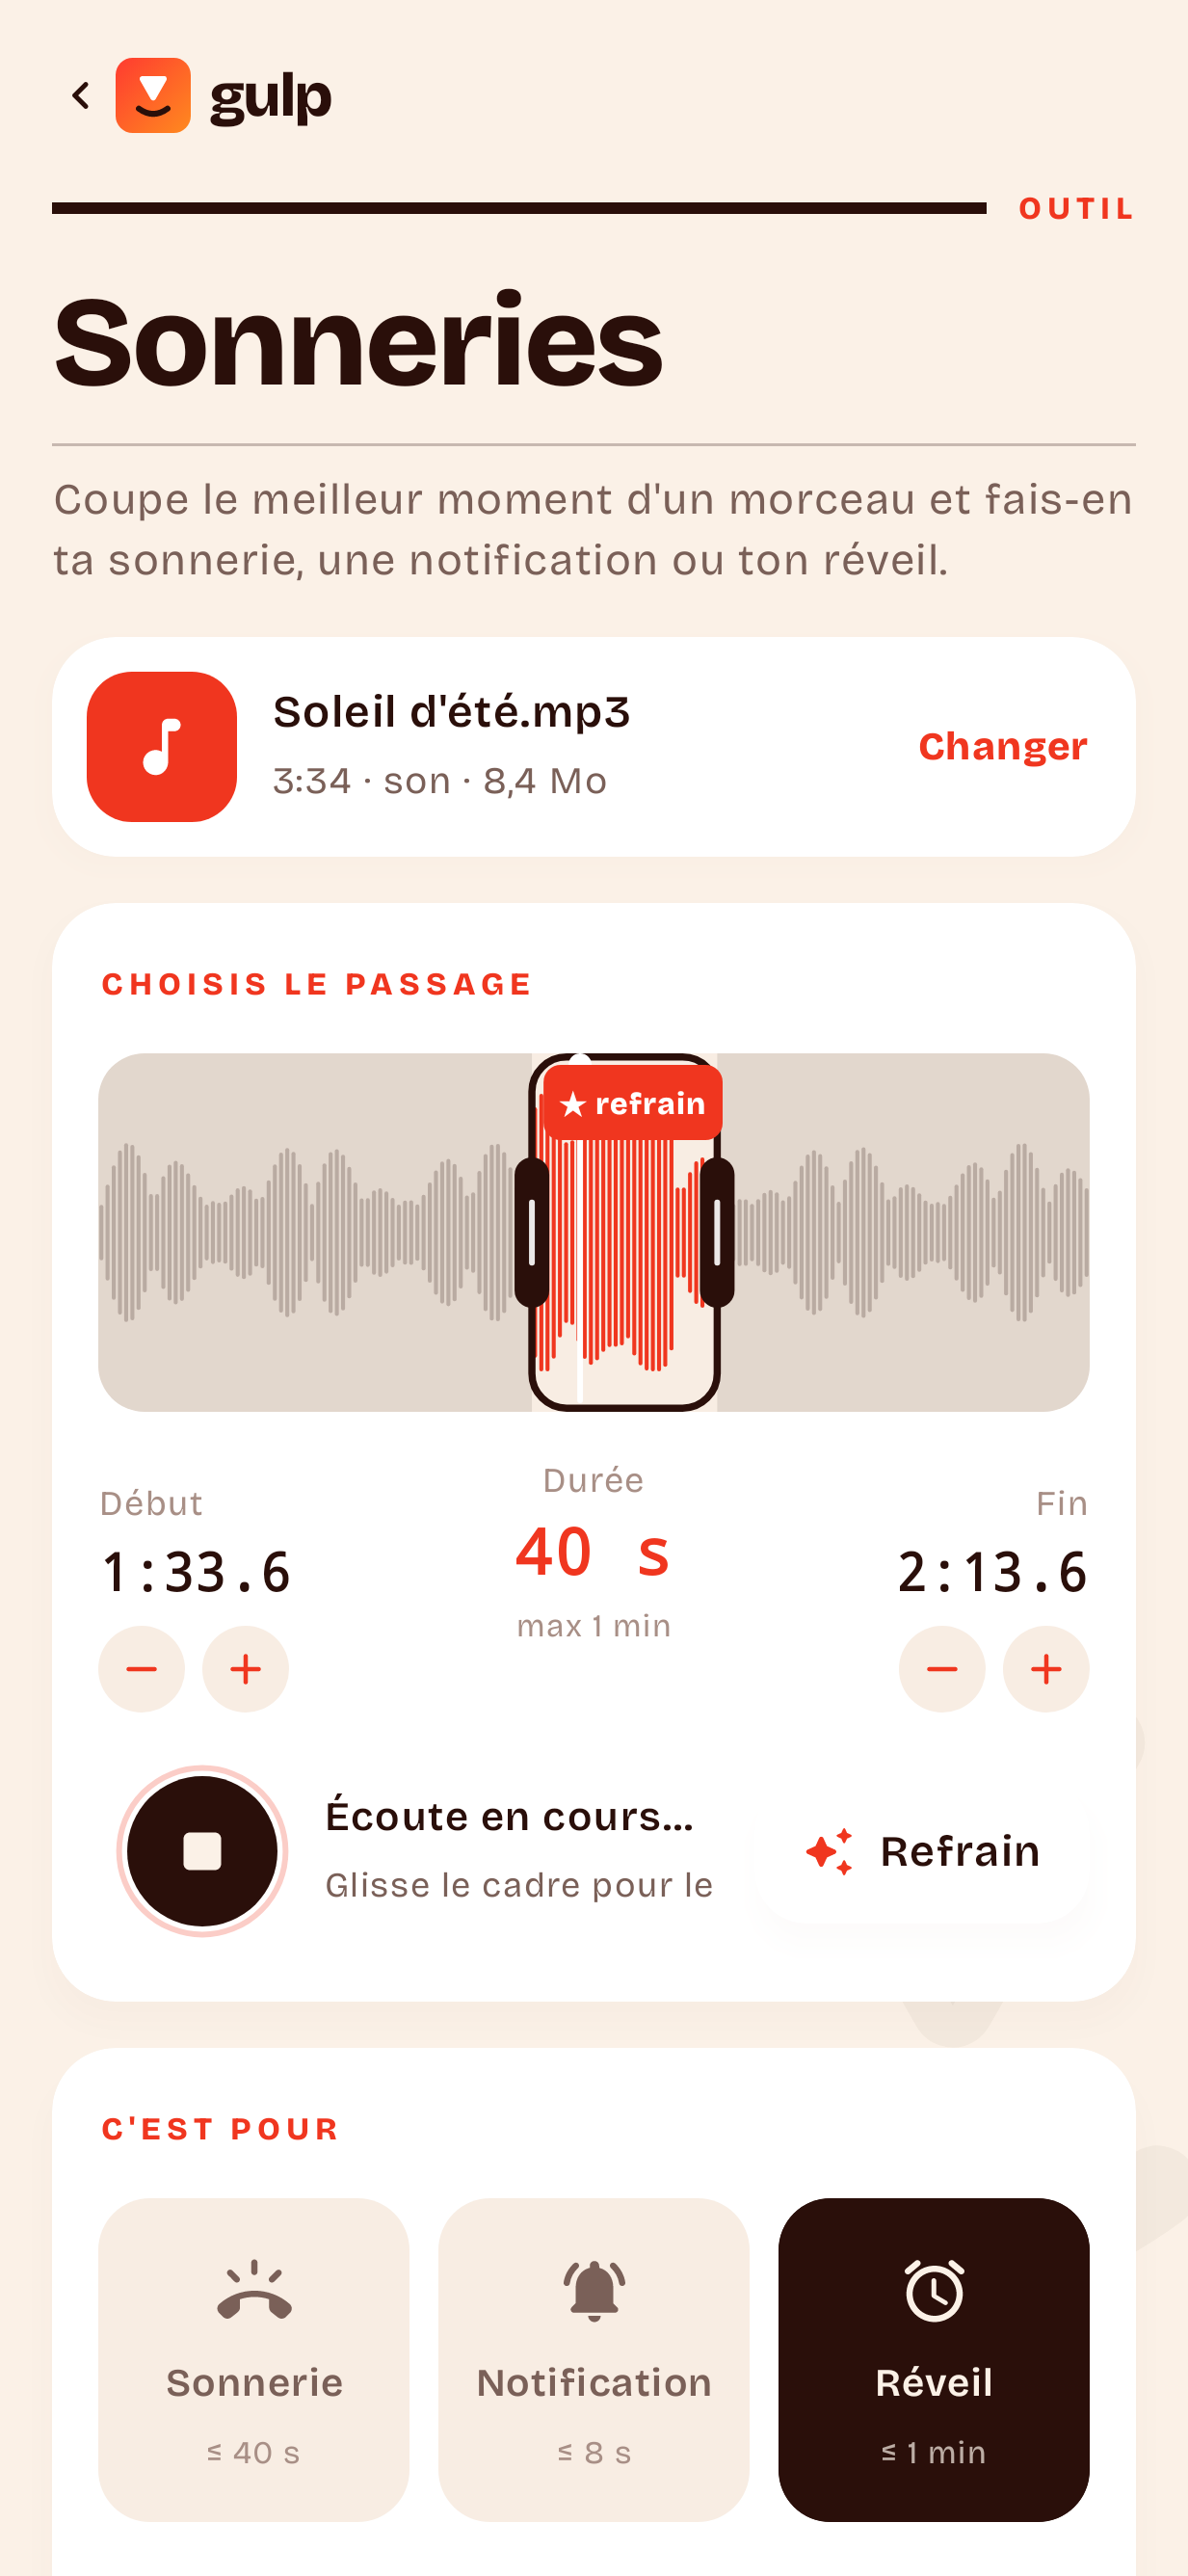 gulp
OUTIL
Sonneries
Coupe le meilleur moment d'un morceau et fais-en
ta sonnerie, une notification ou ton réveil.
Soleil d'été.mp3
3:34 · son · 8,4 Mo
Changer
CHOISIS LE PASSAGE
★ refrain
Début
1:33.6
Durée
40 s
max 1 min
Fin
2:13.6
Écoute en cours...
Glisse le cadre pour le
Refrain
C'EST POUR
Sonnerie
≤ 40 s
Notification
≤ 8 s
Réveil
≤ 1 min